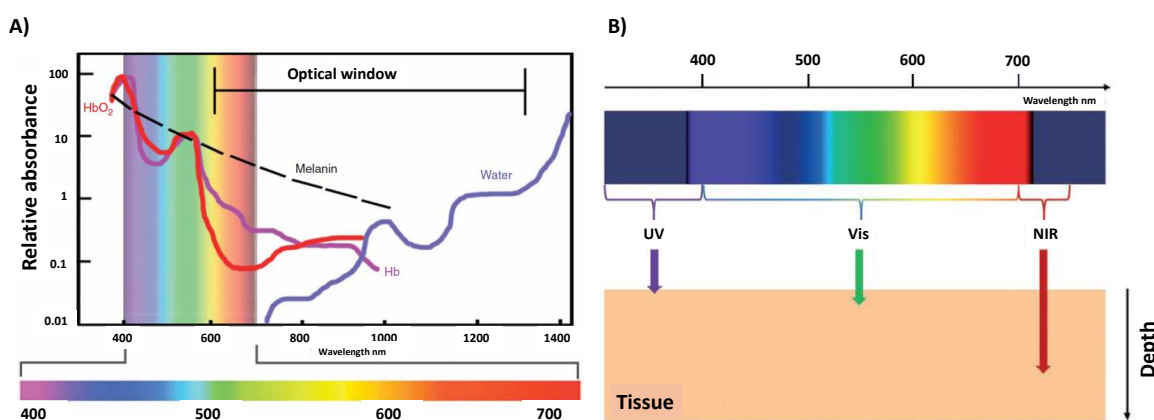 A)
B)
Optical window
HbO2
Melanin
Water
Hb
Relative absorbance
100
10
1
0.1
0.01
400 600 800 1000 1200 1400
Wavelength nm
400 500 600 700
400 500 600 700
Wavelength nm
UV Vis NIR
Tissue
Depth